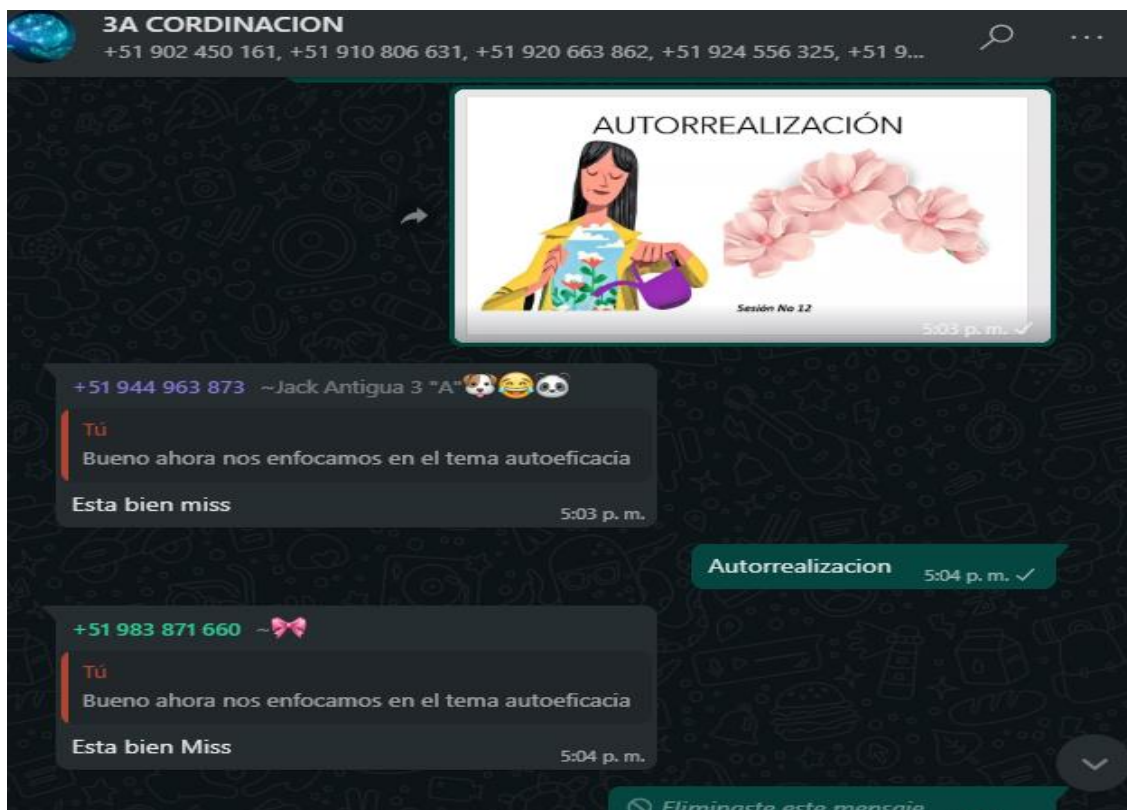 3A CORDINACION
+51 902 450 161, +51 910 806 631, +51 920 663 862, +51 924 556 325, +51 9...
AUTORREALIZACIÓN
Sesión No 12
5:03 p. m.
+51 944 963 873 ~Jack Antigua 3 "A"🐶😂🐼
Tú
Bueno ahora nos enfocamos en el tema autoeficacia
Esta bien miss
5:03 p. m.
Autorrealizacion 5:04 p. m.
+51 983 871 660 ~🎀
Tú
Bueno ahora nos enfocamos en el tema autoeficacia
Esta bien Miss
5:04 p. m.
Eliminaste este mensaje